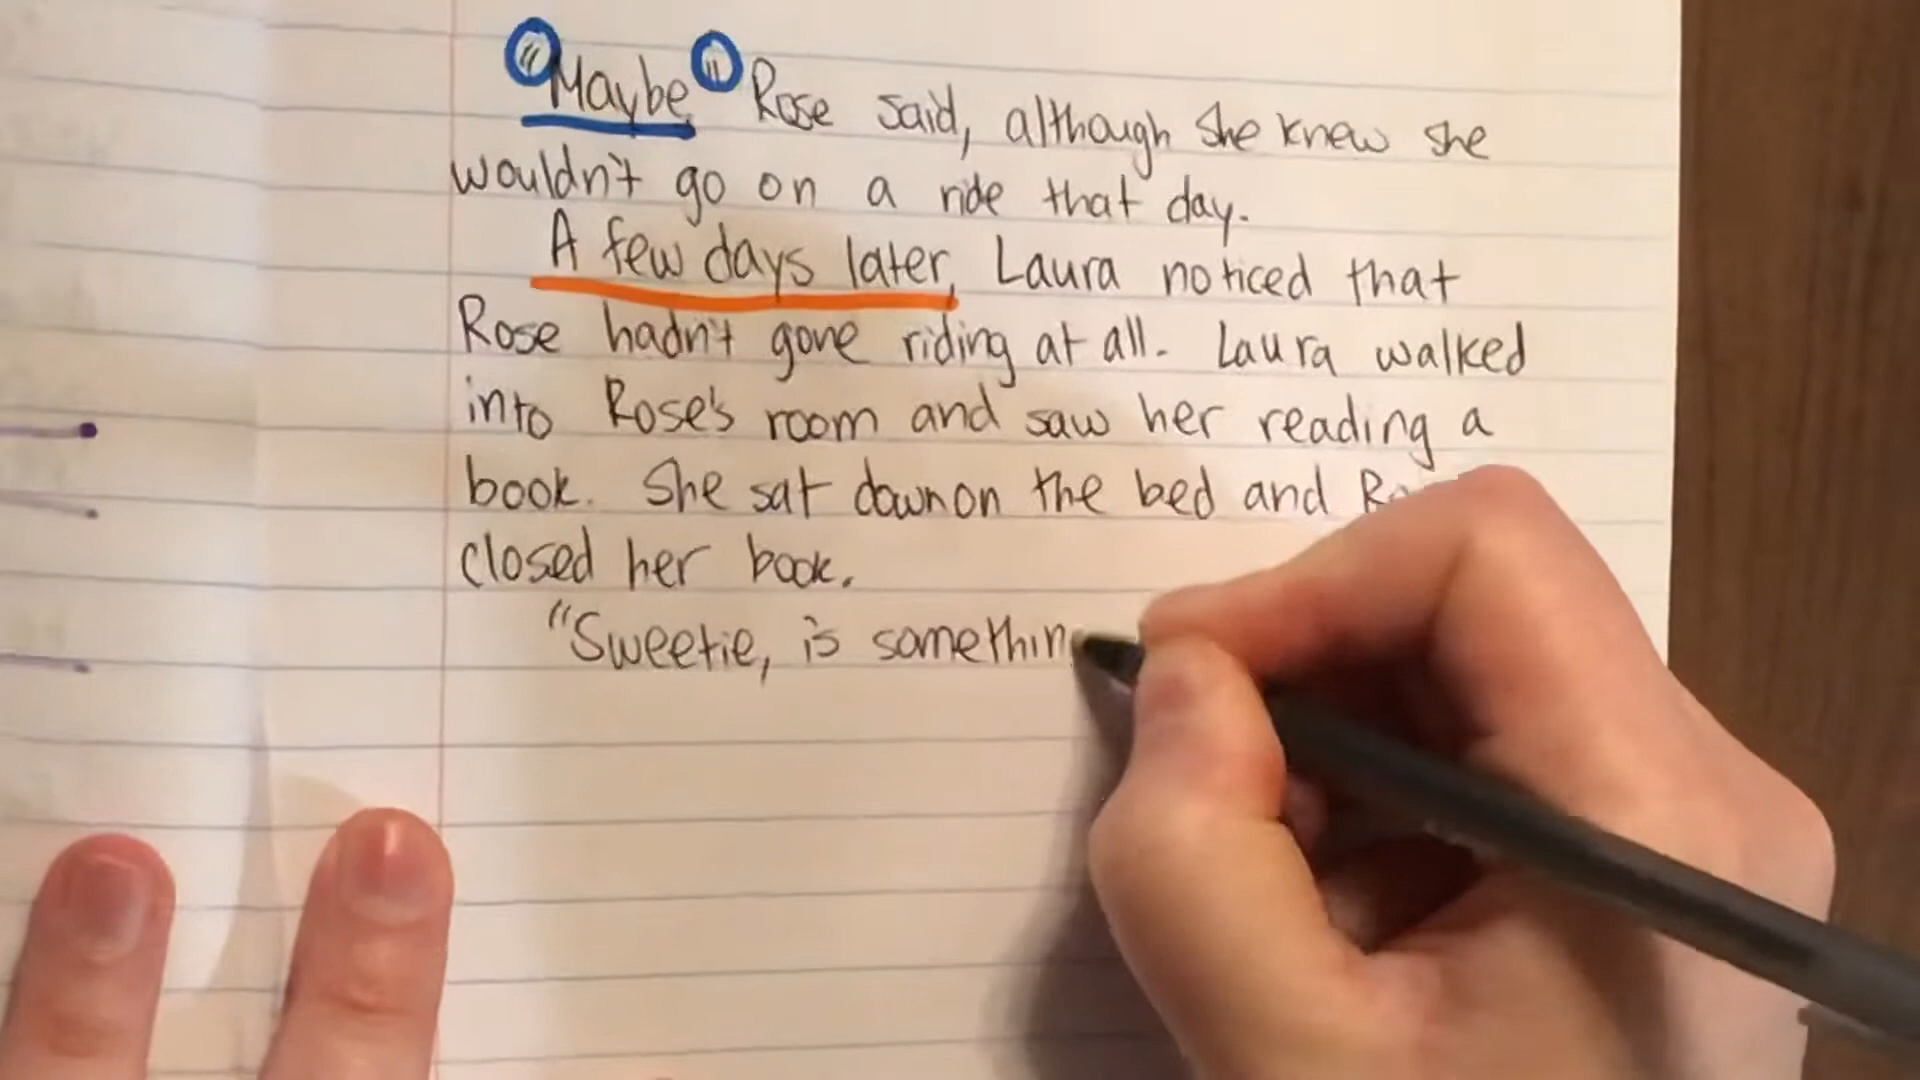 "Maybe," Rose said, although she knew she
wouldn't go on a ride that day.
A few days later, Laura noticed that
Rose hadn't gone riding at all. Laura walked
into Rose's room and saw her reading a
book. She sat down on the bed and
closed her book.
"Sweetie, is somethin